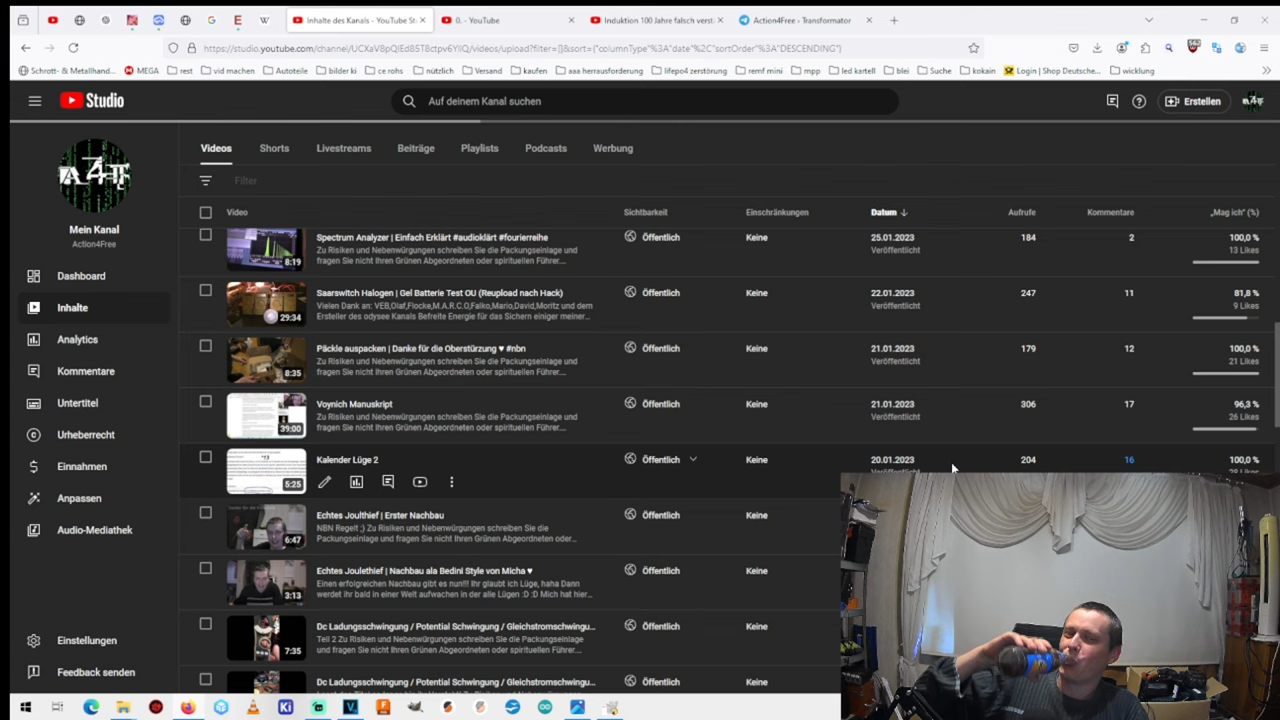 Inhalte des Kanals - YouTube St
0. - YouTube
Induktion 100 Jahre falsch verst
Action4Free › Transformator
https://studio.youtube.com/channel/UCXaV8pQlEd85T8ctpv6YIIQ/videos/upload?filter=[]&sort={"columnType"%3A"date"%2C"sortOrder"%3A"DESCENDING"}
Schrott- & Metallhand...
MEGA
rest
vid machen
Autoteile
bilder ki
ce rohs
nützlich
Versand
kaufen
aaa herrausforderung
lifepo4 zerstörung
remf mini
mpp
led kartell
blei
Suche
kokain
Login | Shop Deutsche...
wicklung
Studio
Auf deinem Kanal suchen
Erstellen
Mein Kanal
Action4Free
Dashboard
Inhalte
Analytics
Kommentare
Untertitel
Urheberrecht
Einnahmen
Anpassen
Audio-Mediathek
Einstellungen
Feedback senden
Videos Shorts Livestreams Beiträge Playlists Podcasts Werbung
Filter
Video Sichtbarkeit Einschränkungen Datum Aufrufe Kommentare „Mag ich“ (%)
Spectrum Analyzer | Einfach Erklärt #audioklärt #fourierreihe Öffentlich Keine 25.01.2023 184 2 100,0 %
Zu Risiken und Nebenwürgungen schreiben Sie die Packungseinlage und Veröffentlicht 13 Likes
fragen Sie nicht Ihren Grünen Abgeordneten oder spirituellen Führer....
8:19
Saarswitch Halogen | Gel Batterie Test OU (Reupload nach Hack) Öffentlich Keine 22.01.2023 247 11 81,8 %
Vielen Dank an: VEB,Olaf,Flocke,M.A.R.C.O,Falko,Mario,David,Moritz und dem Veröffentlicht 9 Likes
Ersteller des odysee Kanals Befreite Energie für das Sichern einiger meiner...
29:34
Päckle auspacken | Danke für die Oberstürzung ♥ #nbn Öffentlich Keine 21.01.2023 179 12 100,0 %
Zu Risiken und Nebenwürgungen schreiben Sie die Packungseinlage und Veröffentlicht 21 Likes
fragen Sie nicht Ihren Grünen Abgeordneten oder spirituellen Führer....
8:35
Voynich Manuskript Öffentlich Keine 21.01.2023 306 17 96,3 %
Zu Risiken und Nebenwürgungen schreiben Sie die Packungseinlage und Veröffentlicht 26 Likes
fragen Sie nicht Ihren Grünen Abgeordneten oder spirituellen Führer....
39:00
Kalender Lüge 2 Öffentlich Keine 20.01.2023 204 16 100,0 %
5:25
Echtes Joulthief | Erster Nachbau Öffentlich Keine
NBN Regelt ;) Zu Risiken und Nebenwürgungen schreiben Sie die
Packungseinlage und fragen Sie nicht Ihren Grünen Abgeordneten oder...
6:47
Echtes Joulethief | Nachbau ala Bedini Style von Micha ♥ Öffentlich Keine
Einen erfolgreichen Nachbau gibt es nun!!! Ihr glaubt ich Lüge, haha Dann
werdet ihr bald in einer Welt aufwachen in der alle Lügen :D :D Mich hat hier...
3:13
Dc Ladungsschwingung / Potential Schwingung / Gleichstromschwingu... Öffentlich Keine
Teil 2 Zu Risiken und Nebenwürgungen schreiben Sie die Packungseinlage
und fragen Sie nicht Ihren Grünen Abgeordneten oder spirituellen Führer....
7:35
Dc Ladungsschwingung / Potential Schwingung / Gleichstromschwingu... Öffentlich Keine